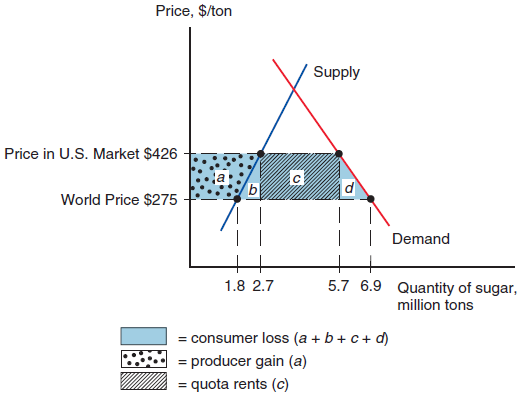 Price, $/ton
Supply
Price in U.S. Market $426
a
b
c
d
World Price $275
Demand
1.8 2.7 5.7 6.9
Quantity of sugar,
million tons
= consumer loss (a + b + c + d)
= producer gain (a)
= quota rents (c)